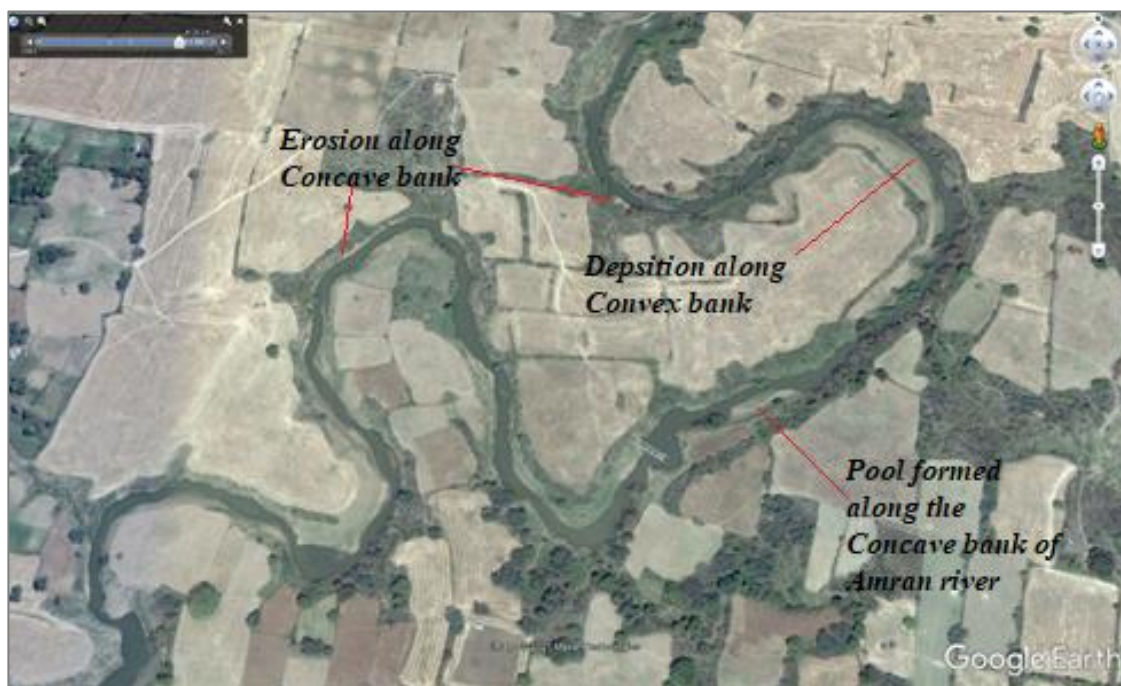 Erosion along
Concave bank
Depsition along
Convex bank
Pool formed
along the
Concave bank of
Amran river
Google Earth